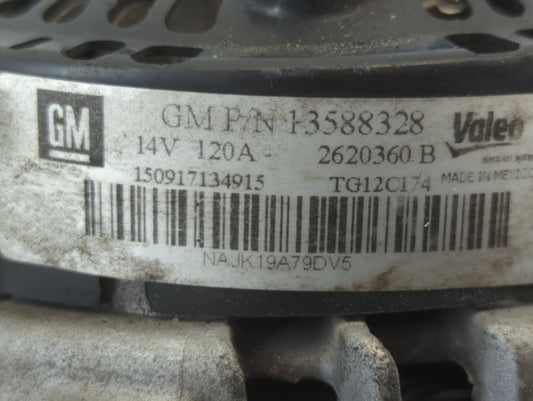 GM
GM P/N 13588328
Valeo
14V 120A - 2620360 B
150917134915
TG12C174
MADE IN MEXICO
NAJK19A79DV5